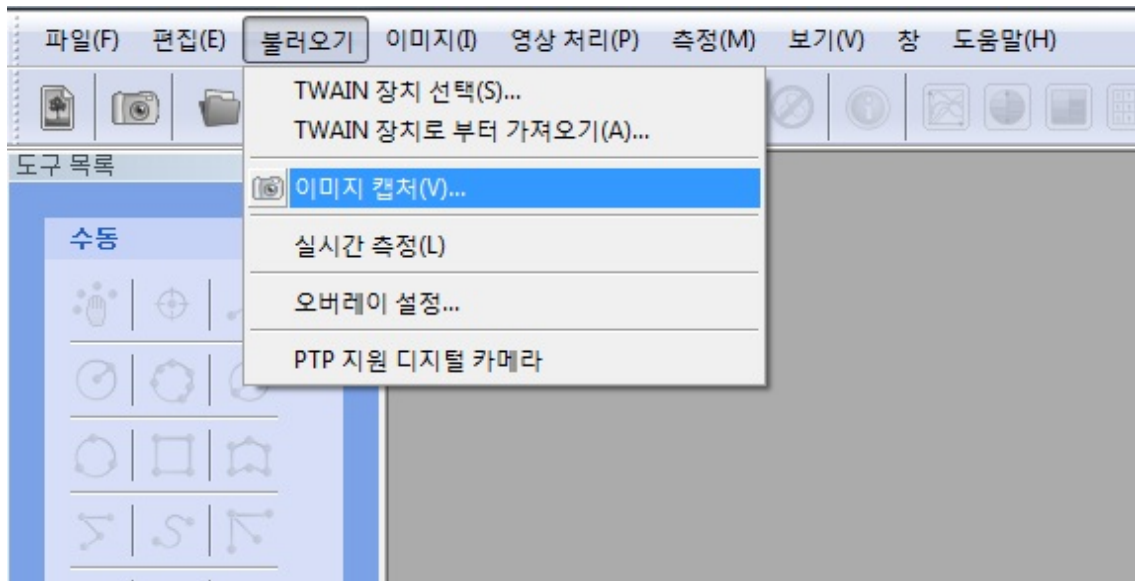 파일(F) 편집(E) 불러오기 이미지(I) 영상 처리(P) 측정(M) 보기(V) 창 도움말(H)
TWAIN 장치 선택(S)...
TWAIN 장치로 부터 가져오기(A)...
이미지 캡처(V)...
실시간 측정(L)
오버레이 설정...
PTP 지원 디지털 카메라
도구 목록
수동